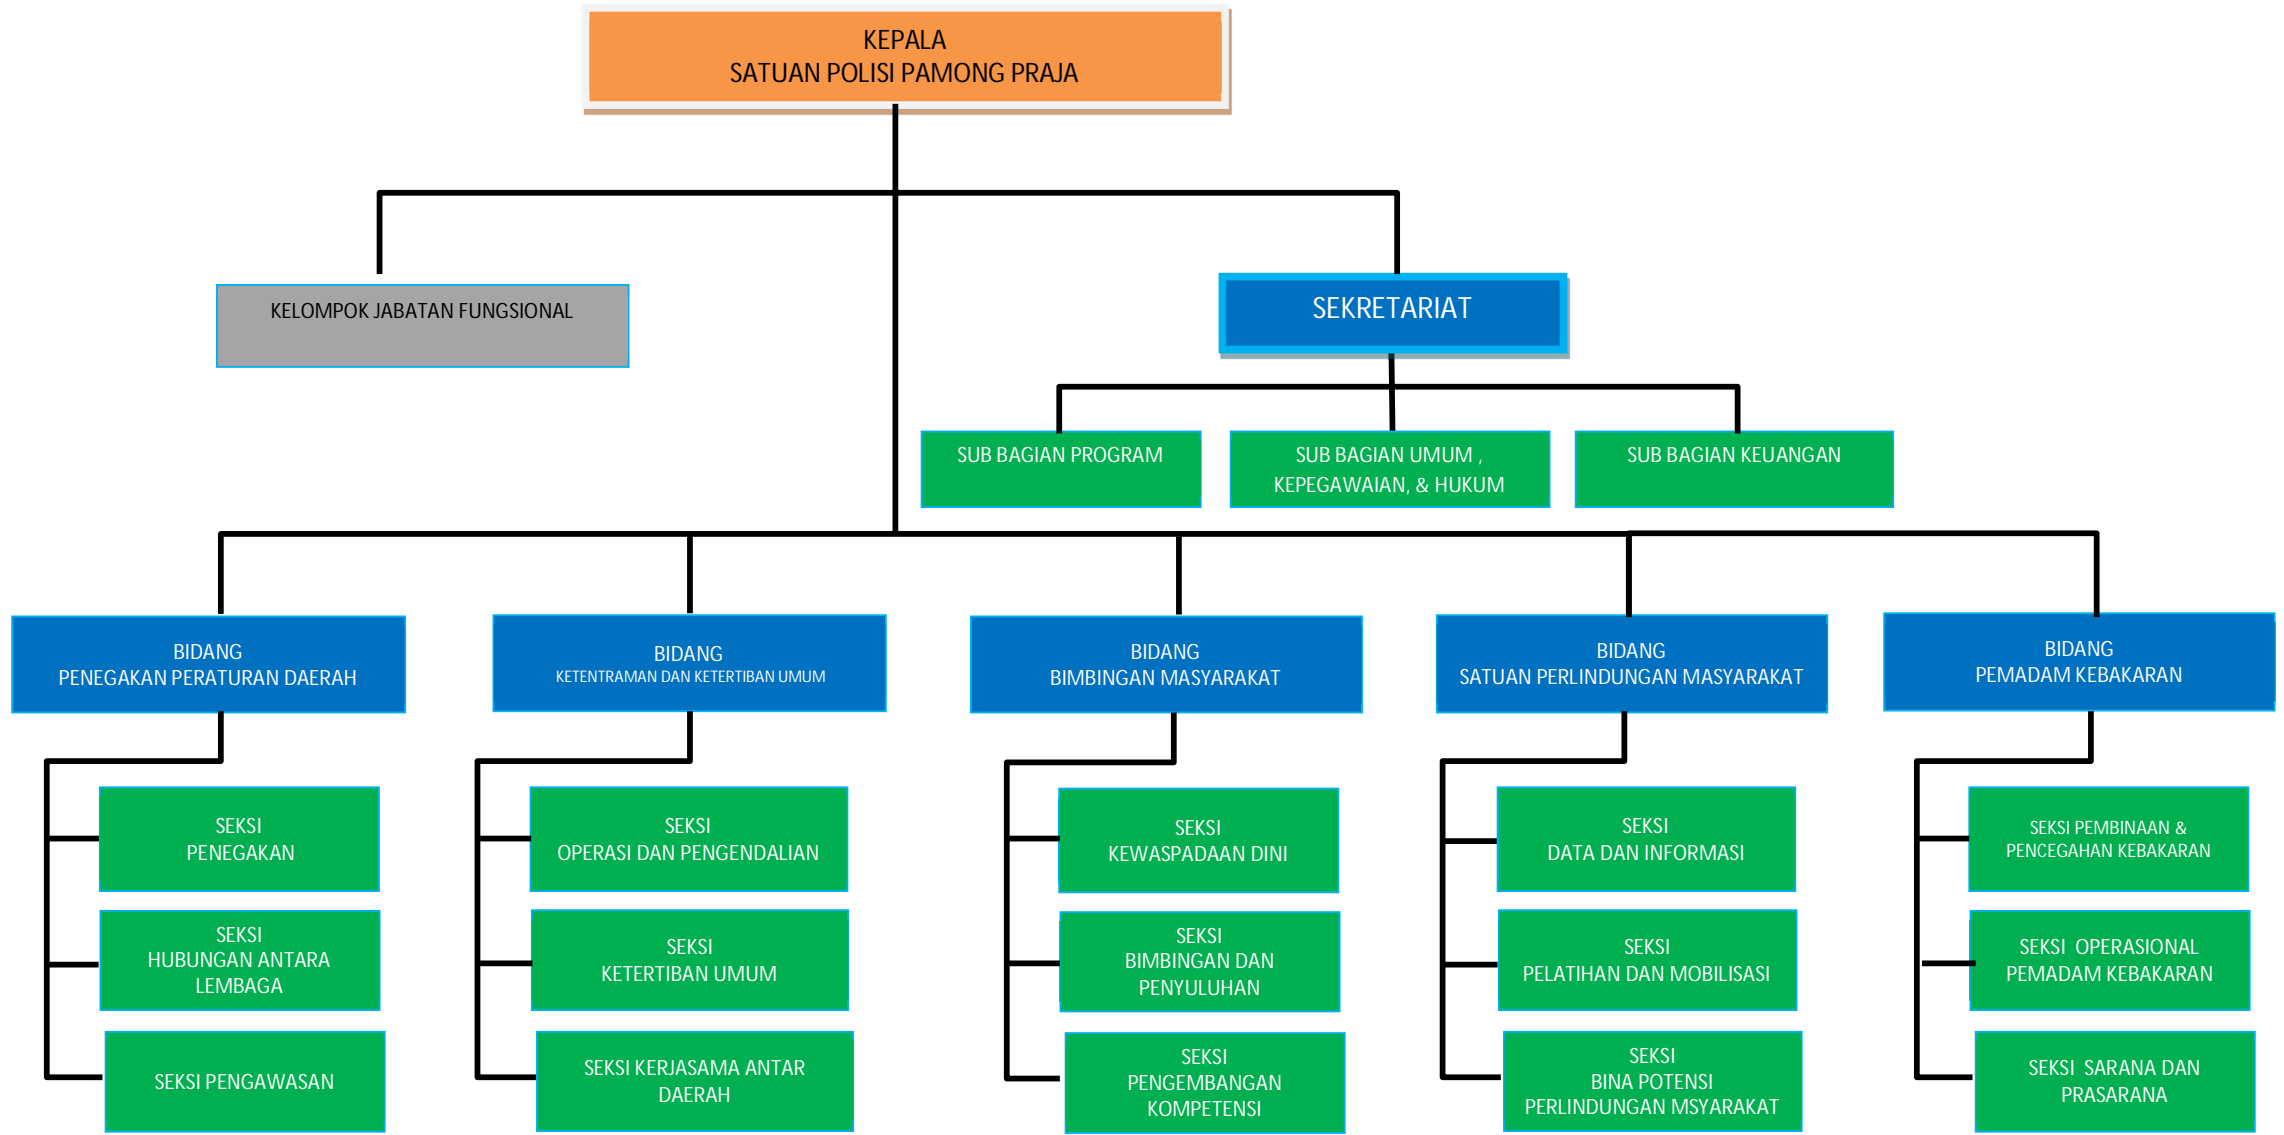 KEPALA
SATUAN POLISI PAMONG PRAJA
KELOMPOK JABATAN FUNGSIONAL
SEKRETARIAT
SUB BAGIAN PROGRAM
SUB BAGIAN UMUM ,
KEPEGAWAIAN, & HUKUM
SUB BAGIAN KEUANGAN
BIDANG
PENEGAKAN PERATURAN DAERAH
BIDANG
KETENTRAMAN DAN KETERTIBAN UMUM
BIDANG
BIMBINGAN MASYARAKAT
BIDANG
SATUAN PERLINDUNGAN MASYARAKAT
BIDANG
PEMADAM KEBAKARAN
SEKSI
PENEGAKAN
SEKSI
OPERASI DAN PENGENDALIAN
SEKSI
KEWASPADAAN DINI
SEKSI
DATA DAN INFORMASI
SEKSI PEMBINAAN &
PENCEGAHAN KEBAKARAN
SEKSI
HUBUNGAN ANTARA
LEMBAGA
SEKSI
KETERTIBAN UMUM
SEKSI
BIMBINGAN DAN
PENYULUHAN
SEKSI
PELATIHAN DAN MOBILISASI
SEKSI OPERASIONAL
PEMADAM KEBAKARAN
SEKSI PENGAWASAN
SEKSI KERJASAMA ANTAR
DAERAH
SEKSI
PENGEMBANGAN
KOMPETENSI
SEKSI
BINA POTENSI
PERLINDUNGAN MSYARAKAT
SEKSI SARANA DAN
PRASARANA